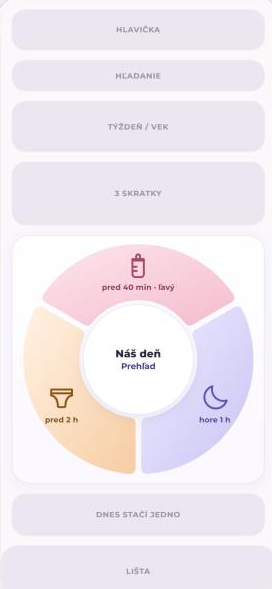 HLAVIČKA
HĽADANIE
TÝŽDEŇ / VEK
3 SKRATKY
pred 40 min · ľavý
Náš deň
Prehľad
pred 2 h
hore 1 h
DNES STAČÍ JEDNO
LIŠTA